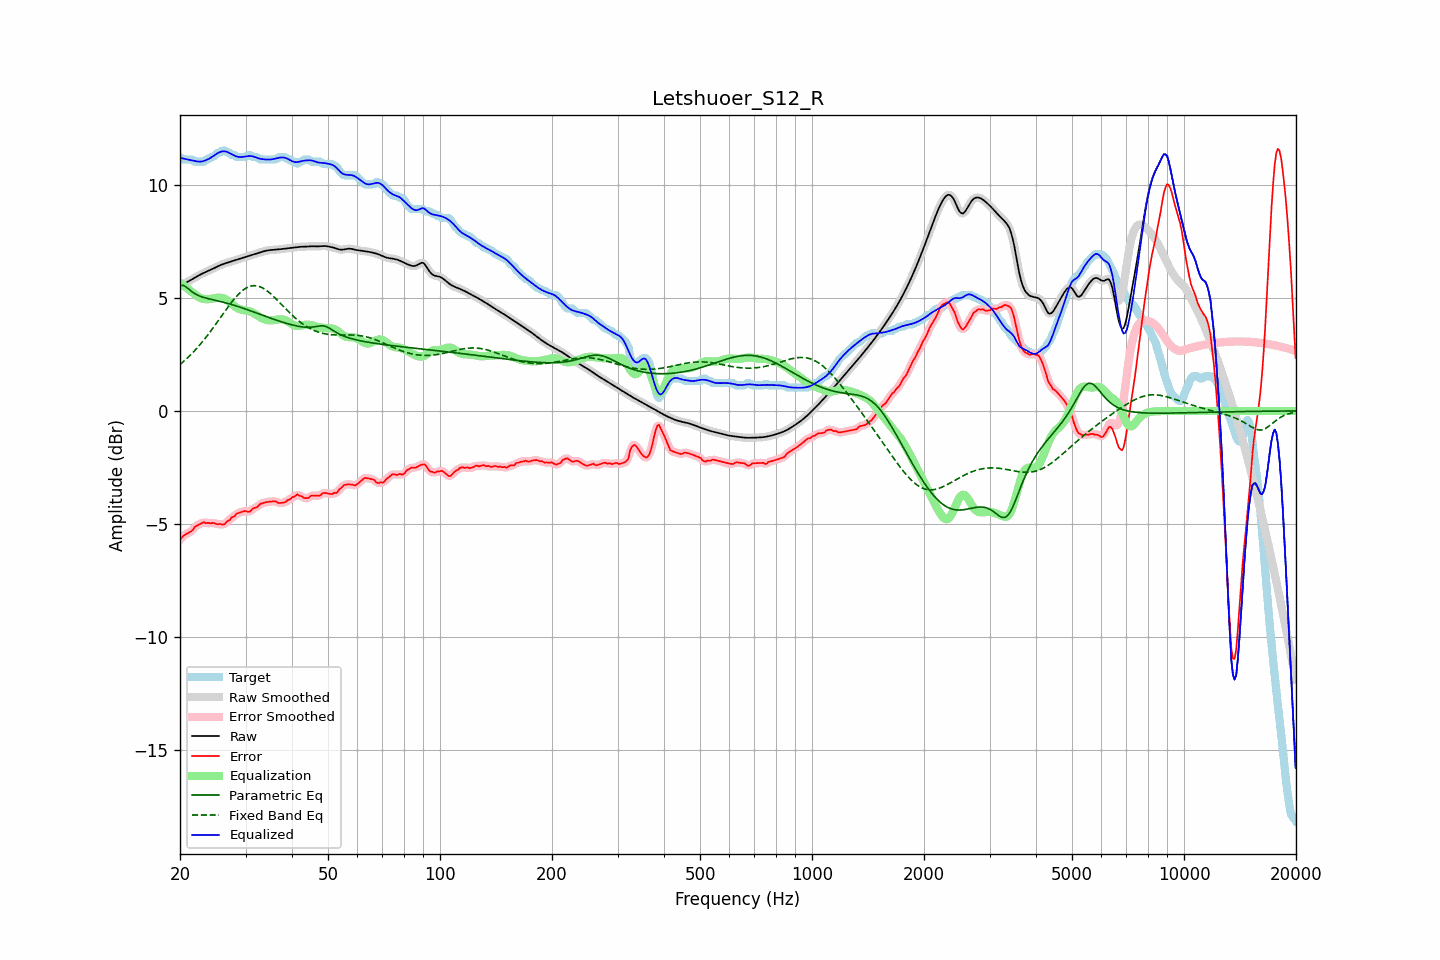 Letshuoer_S12_R
Amplitude (dBr)
10
5
0
−5
−10
−15
Target
Raw Smoothed
Error Smoothed
Raw
Error
Equalization
Parametric Eq
Fixed Band Eq
Equalized
20 50 100 200 500 1000 2000 5000 10000 20000
Frequency (Hz)